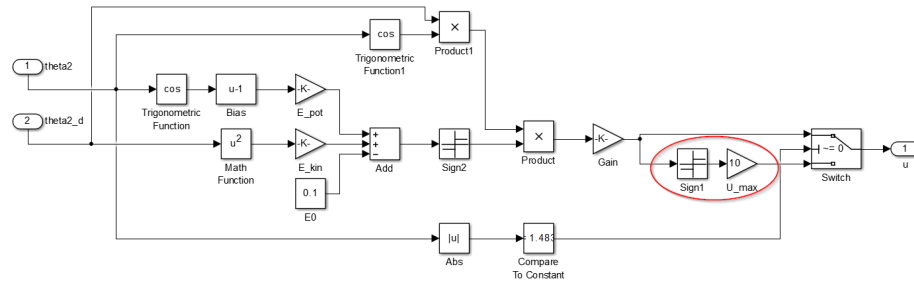 cos
Trigonometric
Function1
×
Product1
1
theta2
cos
Trigonometric
Function
u-1
Bias
-K-
E_pot
2
theta2_d
u²
Math
Function
-K-
E_kin
+
+
−
Add
Sign2
×
Product
-K-
Gain
Sign1
10
U_max
~= 0
Switch
1
u
0.1
E0
|u|
Abs
1.483
Compare
To Constant